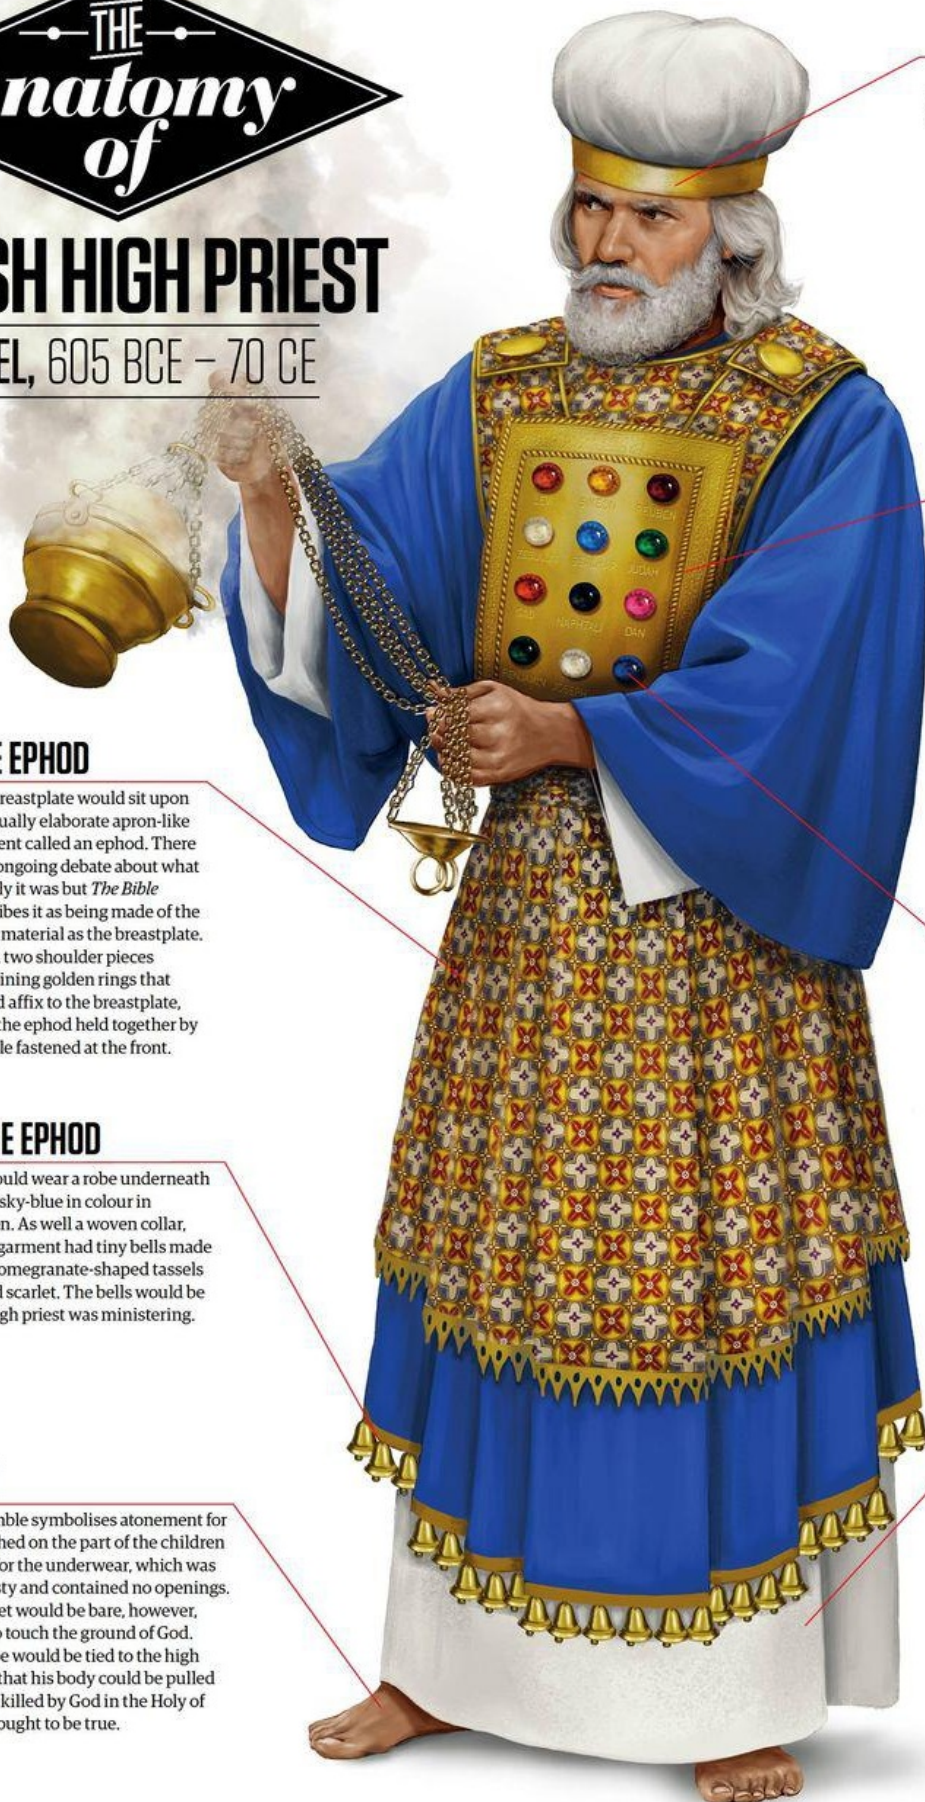 THE
natomy
of
SH HIGH PRIEST
EL, 605 BCE – 70 CE
REUBEN
JUDAH
GAD NAPHTALI DAN
E EPHOD
reastplate would sit upon
ually elaborate apron-like
ent called an ephod. There
ongoing debate about what
ly it was but The Bible
ibes it as being made of the
material as the breastplate.
two shoulder pieces
ining golden rings that
d affix to the breastplate,
the ephod held together by
le fastened at the front.
E EPHOD
ould wear a robe underneath
sky-blue in colour in
n. As well a woven collar,
garment had tiny bells made
omegranate-shaped tassels
d scarlet. The bells would be
gh priest was ministering.
mble symbolises atonement for
hed on the part of the children
or the underwear, which was
sty and contained no openings.
et would be bare, however,
o touch the ground of God.
e would be tied to the high
that his body could be pulled
killed by God in the Holy of
ought to be true.